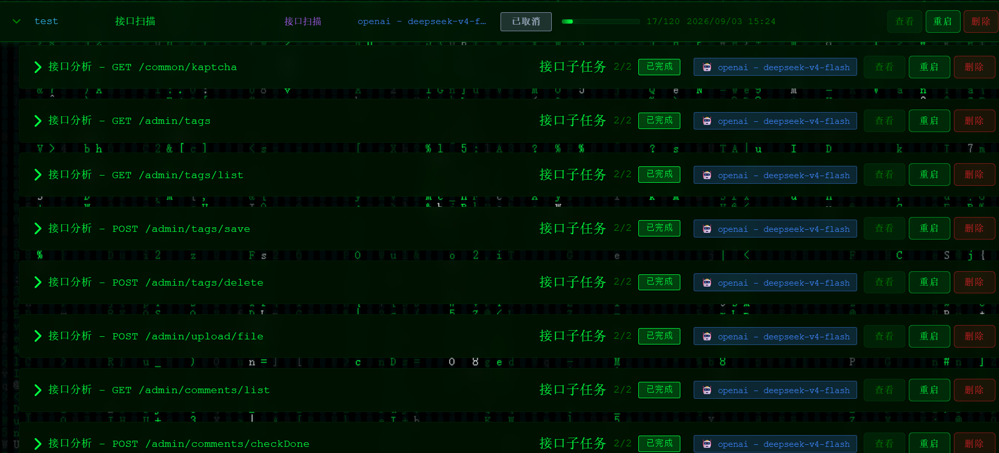 test 接口扫描 接口扫描 openai - deepseek-v4-f… 已取消 17/120 2026/09/03 15:24 查看 重启 删除
接口分析 - GET /common/kaptcha 接口子任务 2/2 已完成 openai - deepseek-v4-flash 查看 重启 删除
接口分析 - GET /admin/tags 接口子任务 2/2 已完成 openai - deepseek-v4-flash 查看 重启 删除
接口分析 - GET /admin/tags/list 接口子任务 2/2 已完成 openai - deepseek-v4-flash 查看 重启 删除
接口分析 - POST /admin/tags/save 接口子任务 2/2 已完成 openai - deepseek-v4-flash 查看 重启 删除
接口分析 - POST /admin/tags/delete 接口子任务 2/2 已完成 openai - deepseek-v4-flash 查看 重启 删除
接口分析 - POST /admin/upload/file 接口子任务 2/2 已完成 openai - deepseek-v4-flash 查看 重启 删除
接口分析 - GET /admin/comments/list 接口子任务 2/2 已完成 openai - deepseek-v4-flash 查看 重启 删除
接口分析 - POST /admin/comments/checkDone 接口子任务 2/2 已完成 openai - deepseek-v4-flash 查看 重启 删除